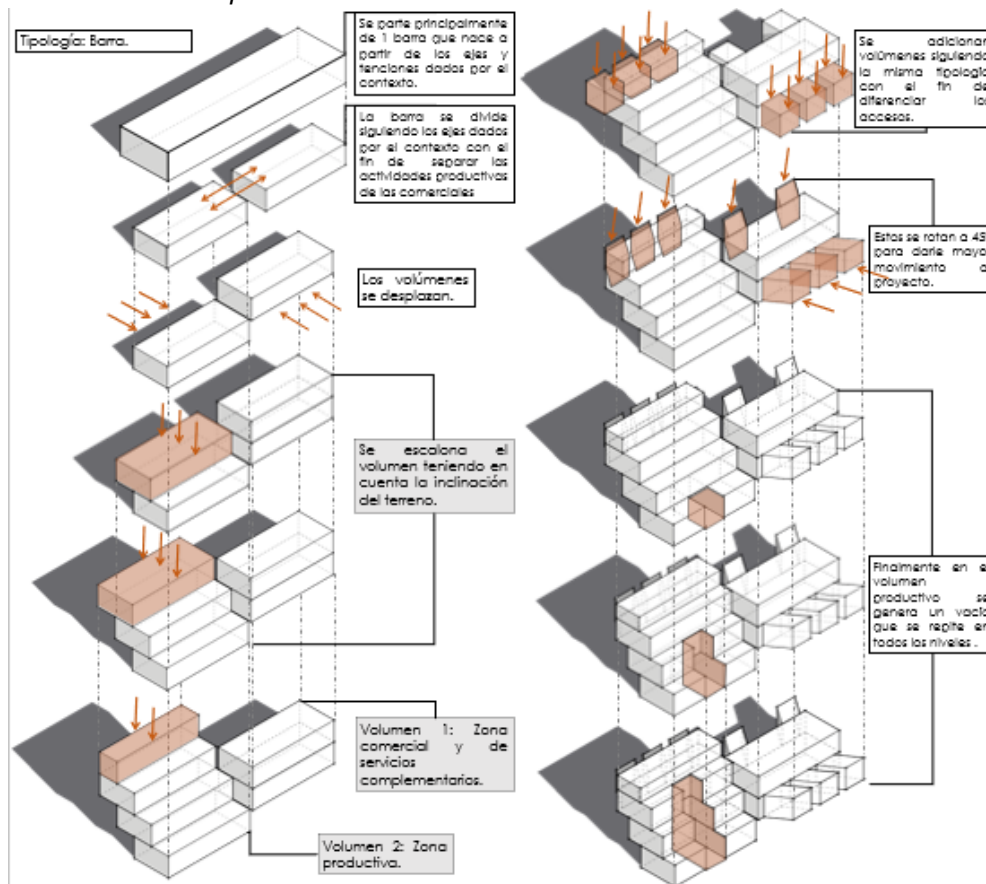 Tipología: Barra.
Se parte principalmente
de 1 barra que nace a
partir de los ejes y
tenciones dados por el
contexto.
La barra se divide
siguiendo los ejes dados
por el contexto con el
fin de separar las
actividades productivas
de las comerciales
Los volúmenes
se desplazan.
Se escalona el
volumen teniendo en
cuenta la inclinación
del terreno.
Volumen 1: Zona
comercial y de
servicios
complementarios.
Volumen 2: Zona
productiva.
Se adicionan
volúmenes siguiendo
la misma tipología
con el fin de
diferenciar los
accesos.
Estos se rotan a 45°
para darle mayor
movimiento al
proyecto.
Finalmente en el
volumen
productivo se
genera un vacío
que se repite en
todos los niveles .